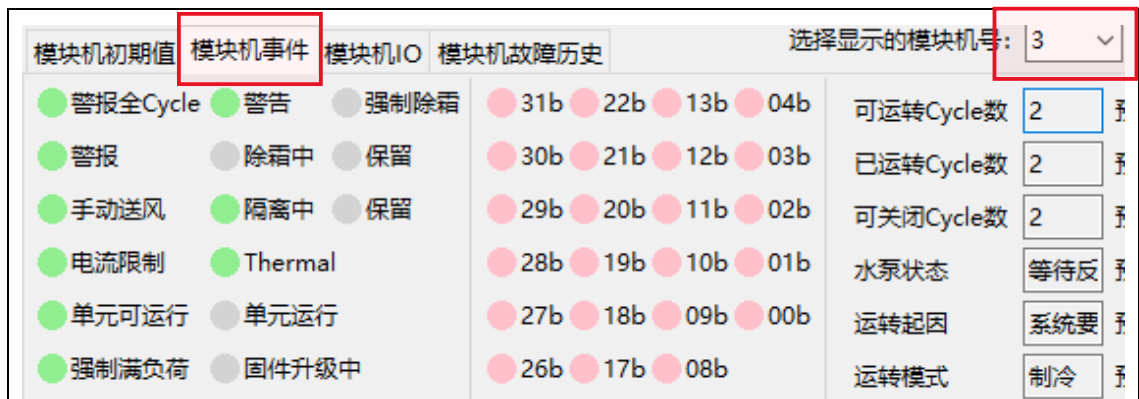 模块机初期值 模块机事件 模块机IO 模块机故障历史 选择显示的模块机号: 3
警报全Cycle 警告 强制除霜 31b 22b 13b 04b 可运转Cycle数 2
警报 除霜中 保留 30b 21b 12b 03b 已运转Cycle数 2
手动送风 隔离中 保留 29b 20b 11b 02b 可关闭Cycle数 2
电流限制 Thermal 28b 19b 10b 01b 水泵状态 等待反
单元可运行 单元运行 27b 18b 09b 00b 运转起因 系统要
强制满负荷 固件升级中 26b 17b 08b 运转模式 制冷